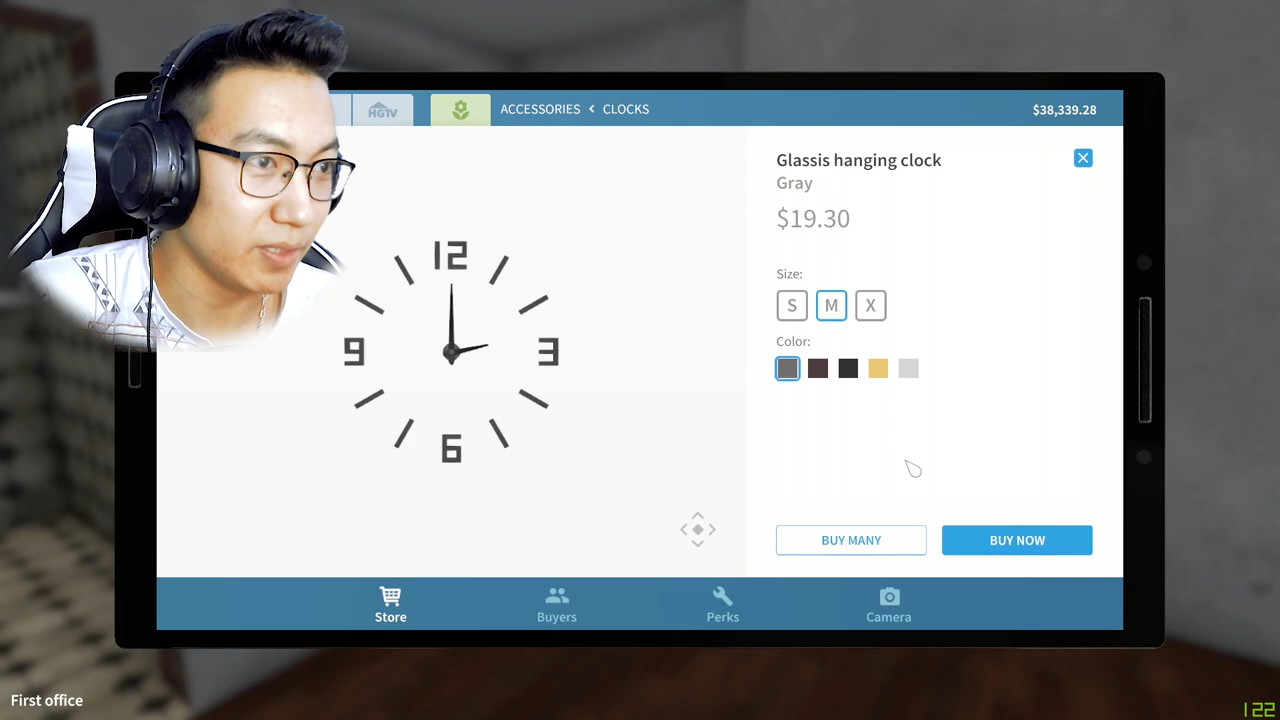 HGTV
ACCESSORIES < CLOCKS
$38,339.28
Glassis hanging clock
Gray
$19.30
Size:
S M X
Color:
12
9 3
6
BUY MANY BUY NOW
Store Buyers Perks Camera
First office
122